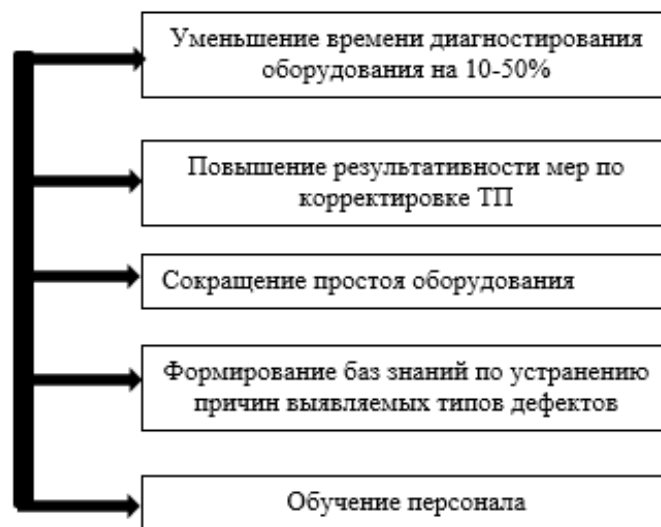 Уменьшение времени диагностирования
оборудования на 10-50%
Повышение результативности мер по
корректировке ТП
Сокращение простоя оборудования
Формирование баз знаний по устранению
причин выявляемых типов дефектов
Обучение персонала